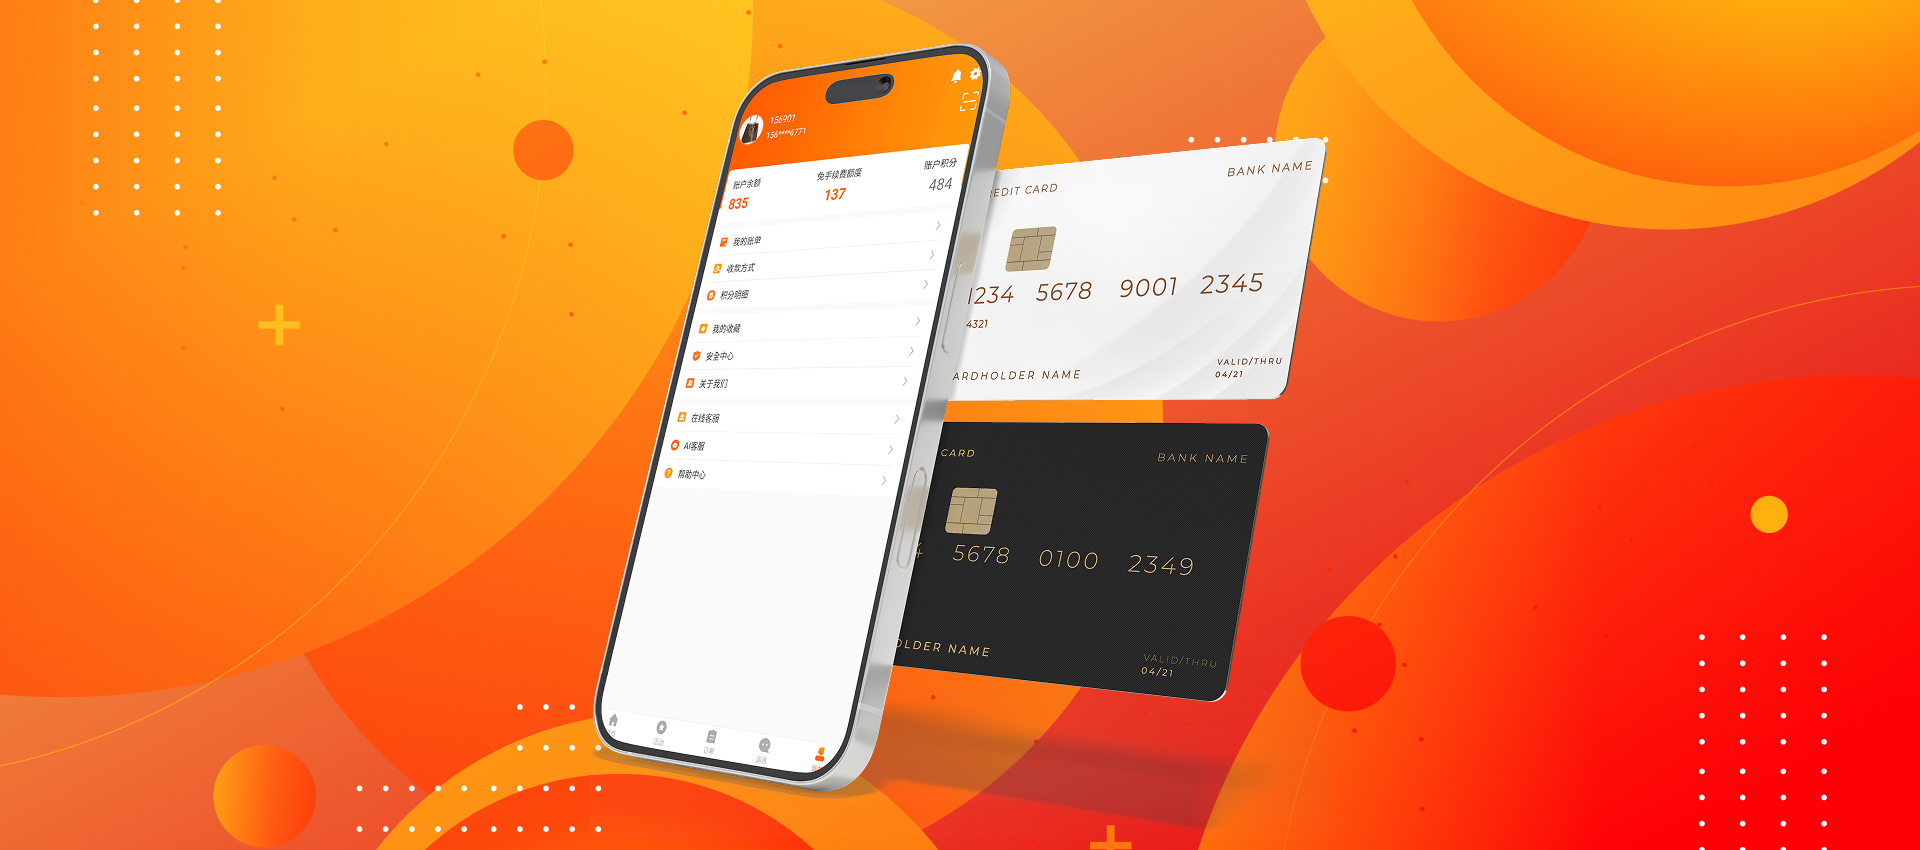 156901
156****6771
账户余额
835
免手续费额度
137
账户积分
484
我的账单
收款方式
积分明细
我的收藏
安全中心
关于我们
在线客服
AI客服
帮助中心
活动
订单
消息
REDIT CARD
BANK NAME
1234 5678 9001 2345
4321
ARDHOLDER NAME
VALID/THRU
04/21
CARD
BANK NAME
5678 0100 2349
OLDER NAME
VALID/THRU
04/21